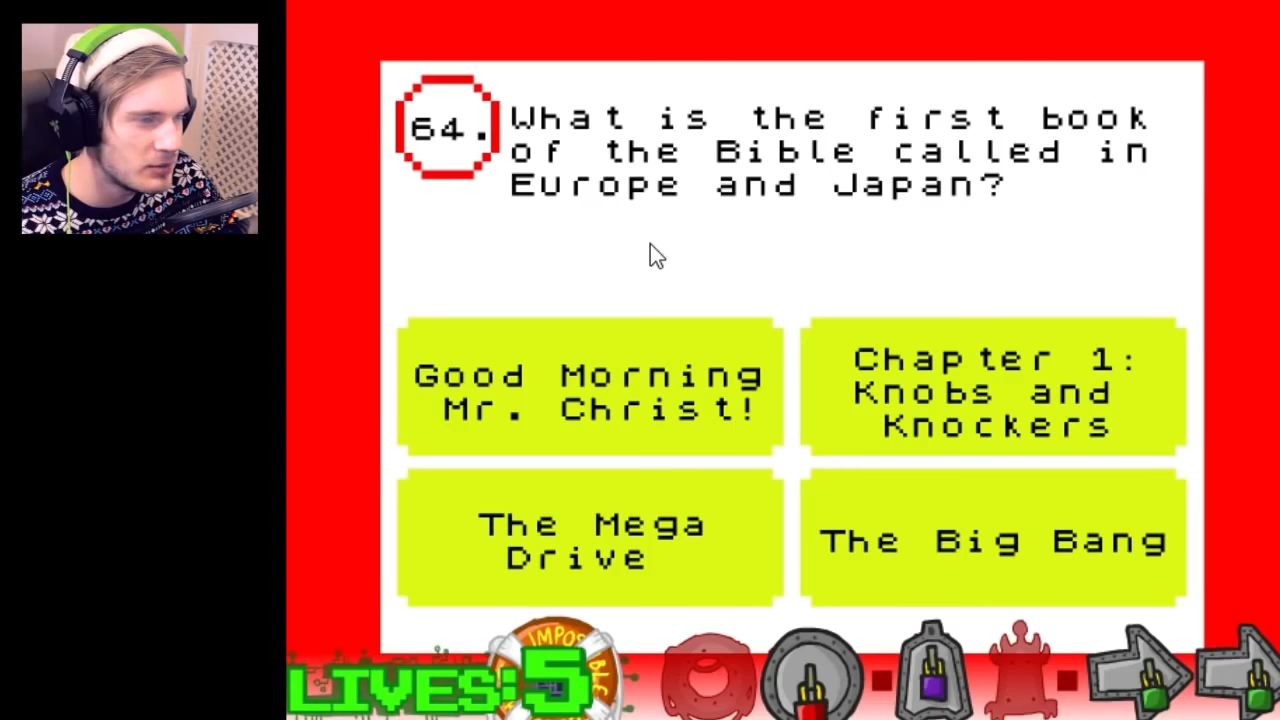 64.
What is the first book
of the Bible called in
Europe and Japan?
Good Morning
Mr. Christ!
Chapter 1:
Knobs and
Knockers
The Mega
Drive
The Big Bang
IMPOS
LIVES:5